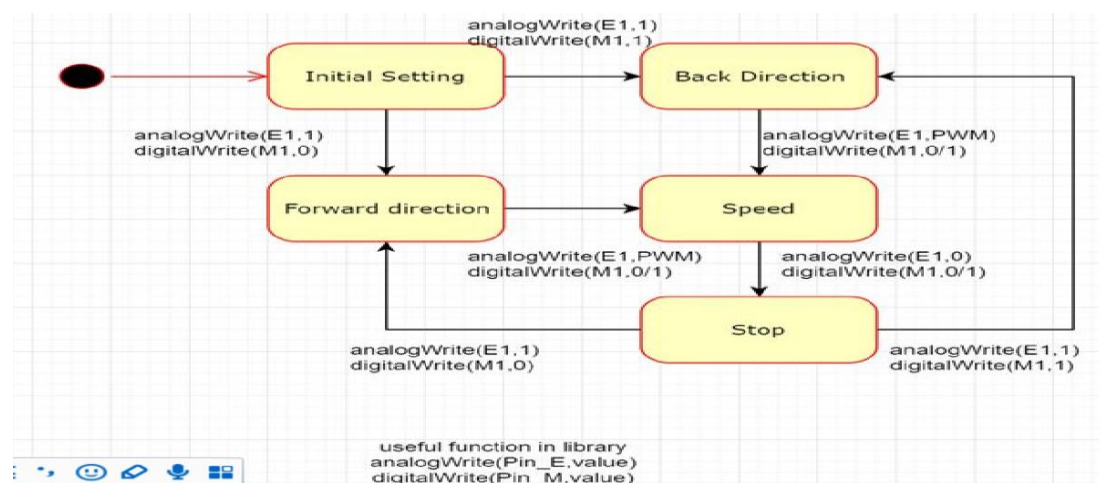 analogWrite(E1,1)
digitalWrite(M1,1)
Initial Setting
Back Direction
analogWrite(E1,1)
digitalWrite(M1,0)
analogWrite(E1,PWM)
digitalWrite(M1,0/1)
Forward direction
Speed
analogWrite(E1,PWM)
digitalWrite(M1,0/1)
analogWrite(E1,0)
digitalWrite(M1,0/1)
Stop
analogWrite(E1,1)
digitalWrite(M1,0)
analogWrite(E1,1)
digitalWrite(M1,1)
useful function in library
analogWrite(Pin_E,value)
digitalWrite(Pin_M,value)